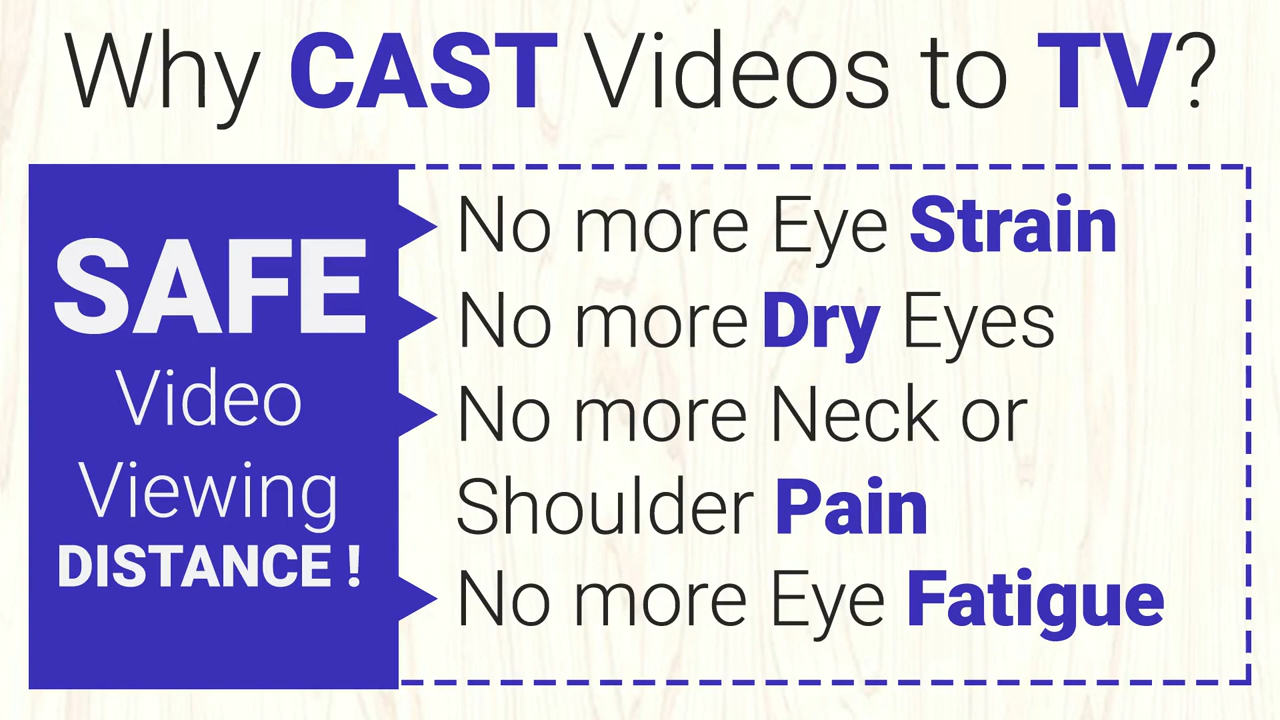 Why CAST Videos to TV?
SAFE
Video
Viewing
DISTANCE !
No more Eye Strain
No more Dry Eyes
No more Neck or
Shoulder Pain
No more Eye Fatigue